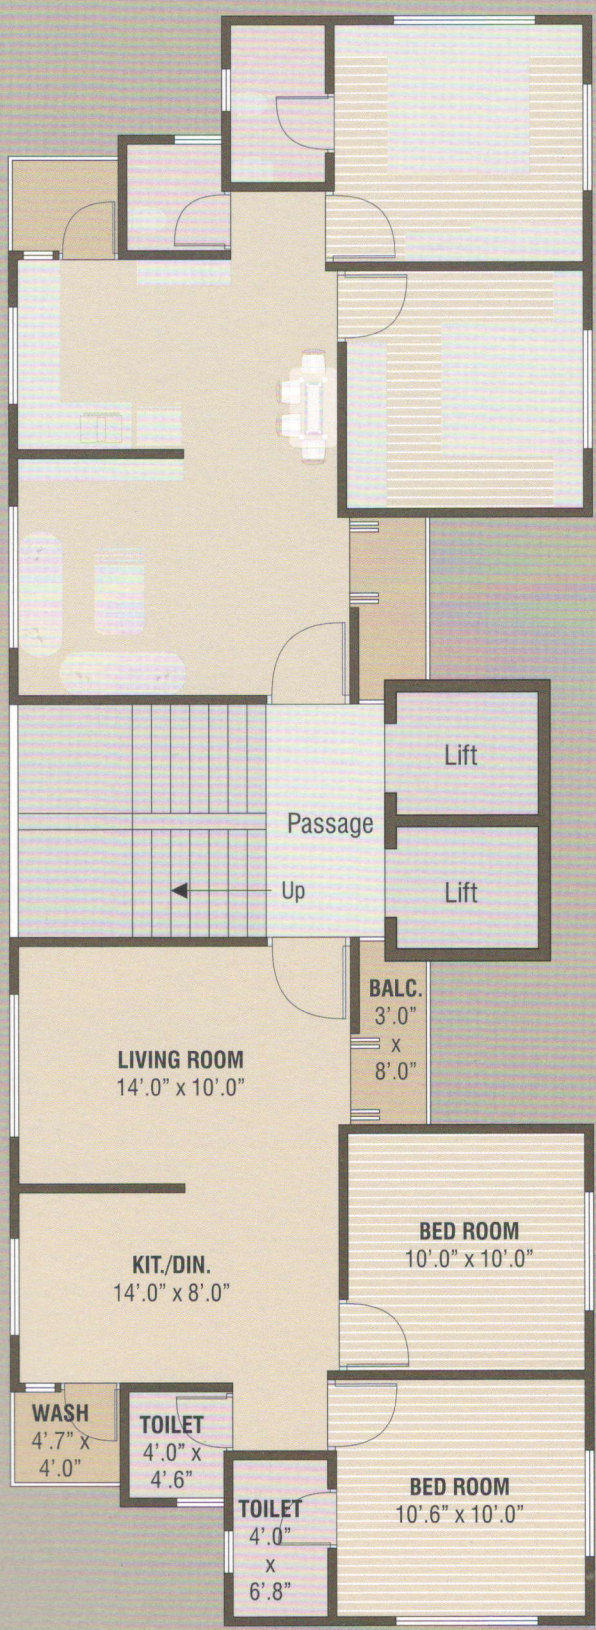 Lift
Passage
Lift
Up
BALC.
3’.0”
x
8’.0”
LIVING ROOM
14’.0” x 10’.0”
BED ROOM
10’.0” x 10’.0”
KIT./DIN.
14’.0” x 8’.0”
WASH
4’.7” x
4’.0”
TOILET
4’.0” x
4’.6”
BED ROOM
10’.6” x 10’.0”
TOILET
4’.0”
x
6’.8”